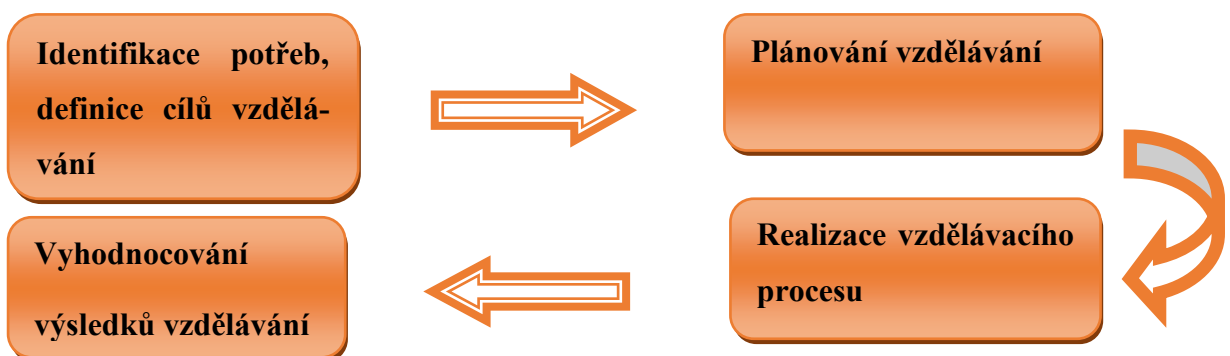 Identifikace potřeb,
definice cílů vzdělá-
vání
Plánování vzdělávání
Realizace vzdělávacího
procesu
Vyhodnocování
výsledků vzdělávání